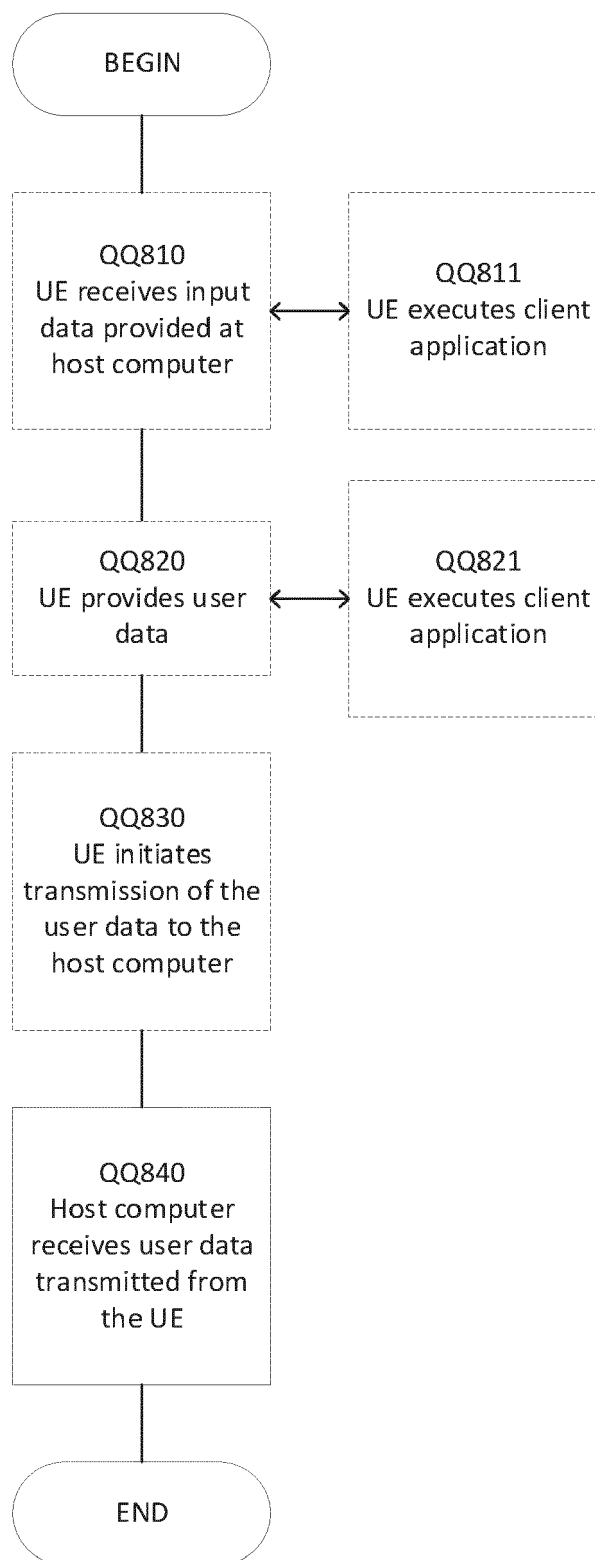 BEGIN
QQ810
UE receives input
data provided at
host computer
QQ811
UE executes client
application
QQ820
UE provides user
data
QQ821
UE executes client
application
QQ830
UE initiates
transmission of the
user data to the
host computer
QQ840
Host computer
receives user data
transmitted from
the UE
END